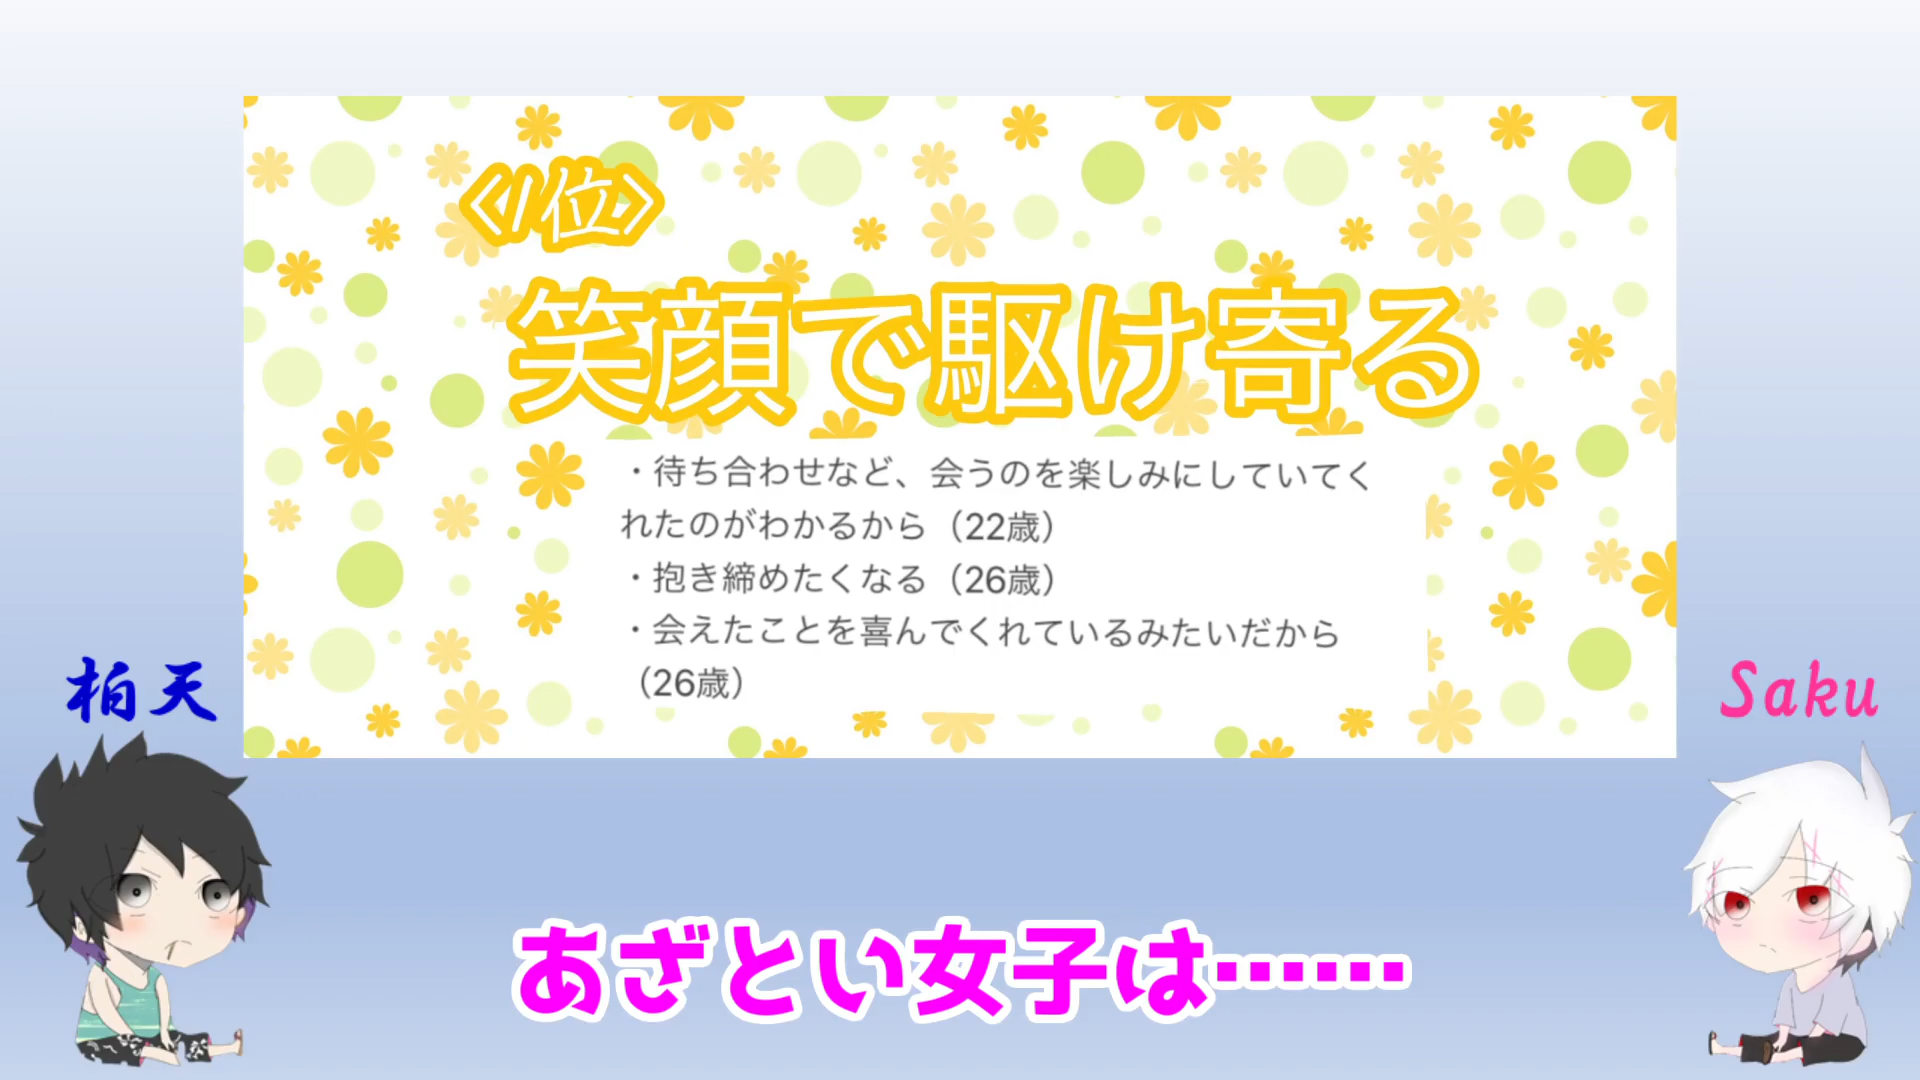 〈1位〉
笑顔で駆け寄る
・待ち合わせなど、会うのを楽しみにしていてく
れたのがわかるから（22歳）
・抱き締めたくなる（26歳）
・会えたことを喜んでくれているみたいだから
（26歳）
柏天
Saku
あざとい女子は……